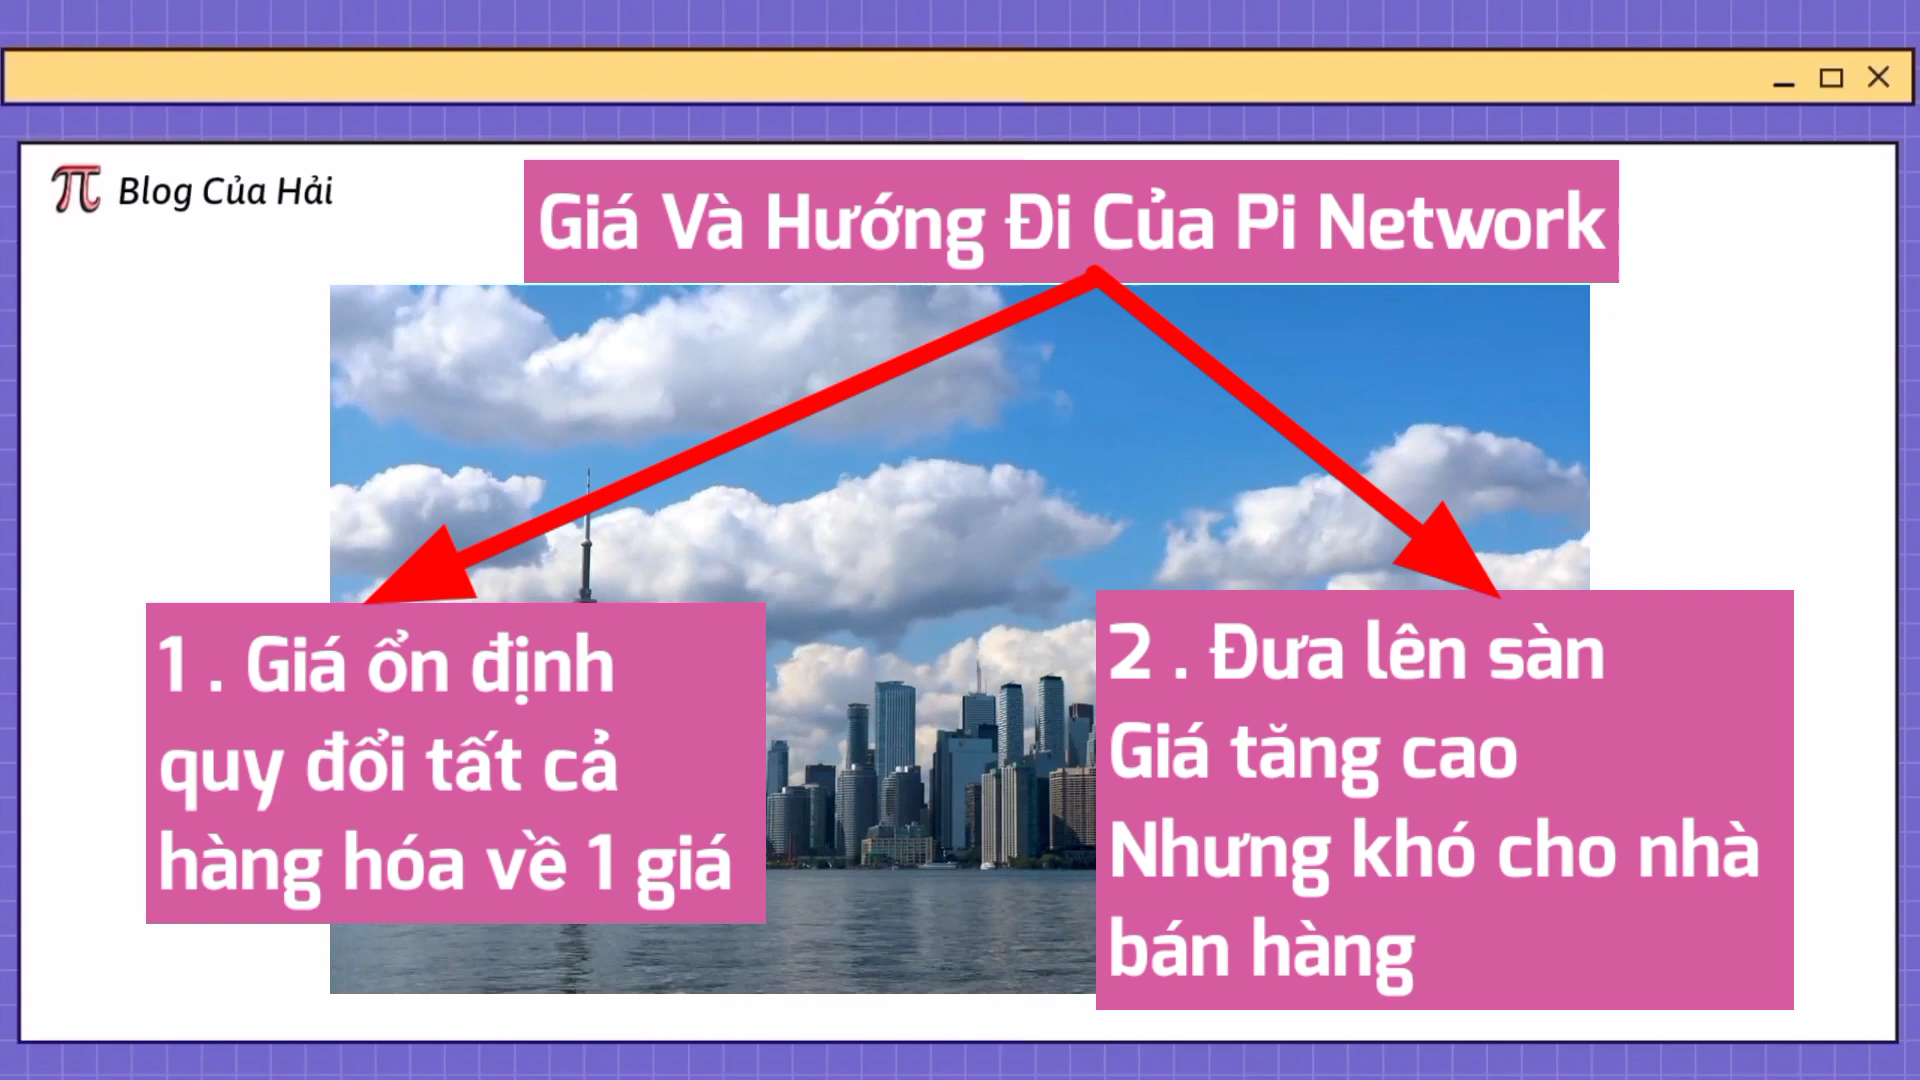 Blog Của Hải
Giá Và Hướng Đi Của Pi Network
1 . Giá ổn định
quy đổi tất cả
hàng hóa về 1 giá
2 . Đưa lên sàn
Giá tăng cao
Nhưng khó cho nhà
bán hàng